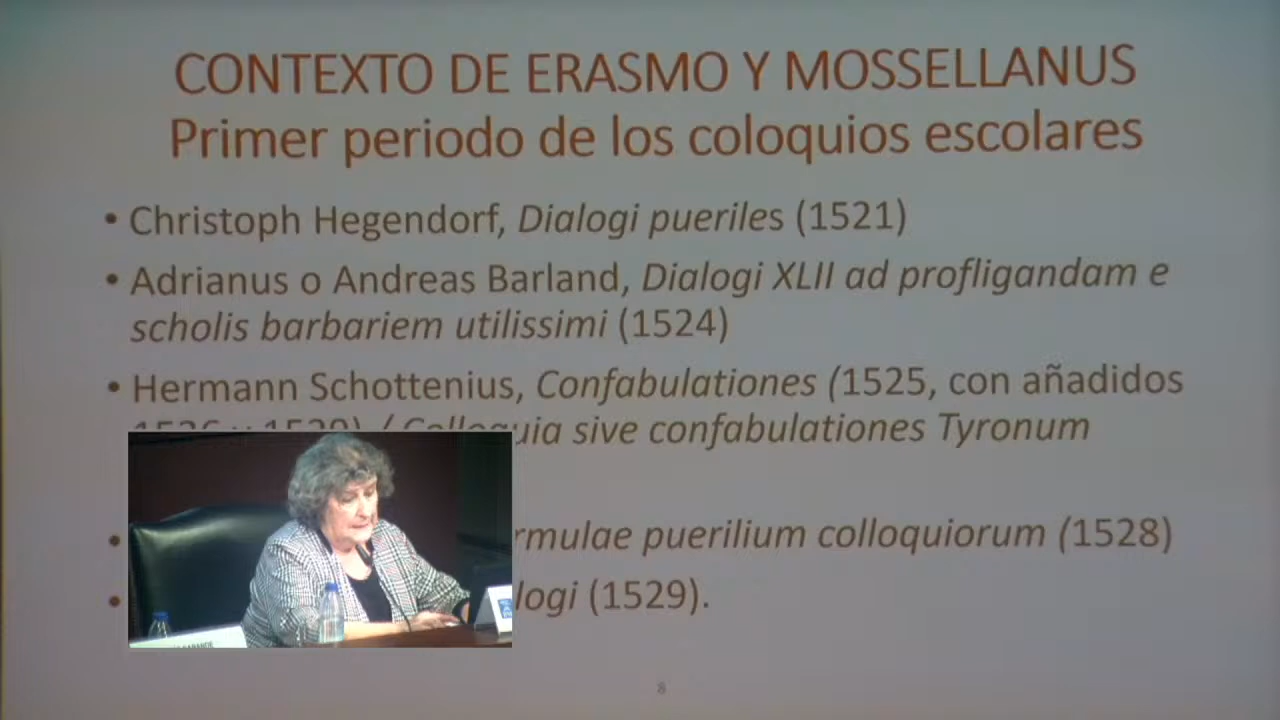 CONTEXTO DE ERASMO Y MOSSELLANUS
Primer periodo de los coloquios escolares
• Christoph Hegendorf, Dialogi pueriles (1521)
• Adrianus o Andreas Barland, Dialogi XLII ad profligandam e
scholis barbariem utilissimi (1524)
• Hermann Schottenius, Confabulationes (1525, con añadidos
1526 y 1529) / Colloquia sive confabulationes Tyronum
• rmulae puerilium colloquiorum (1528)
• logi (1529).
8